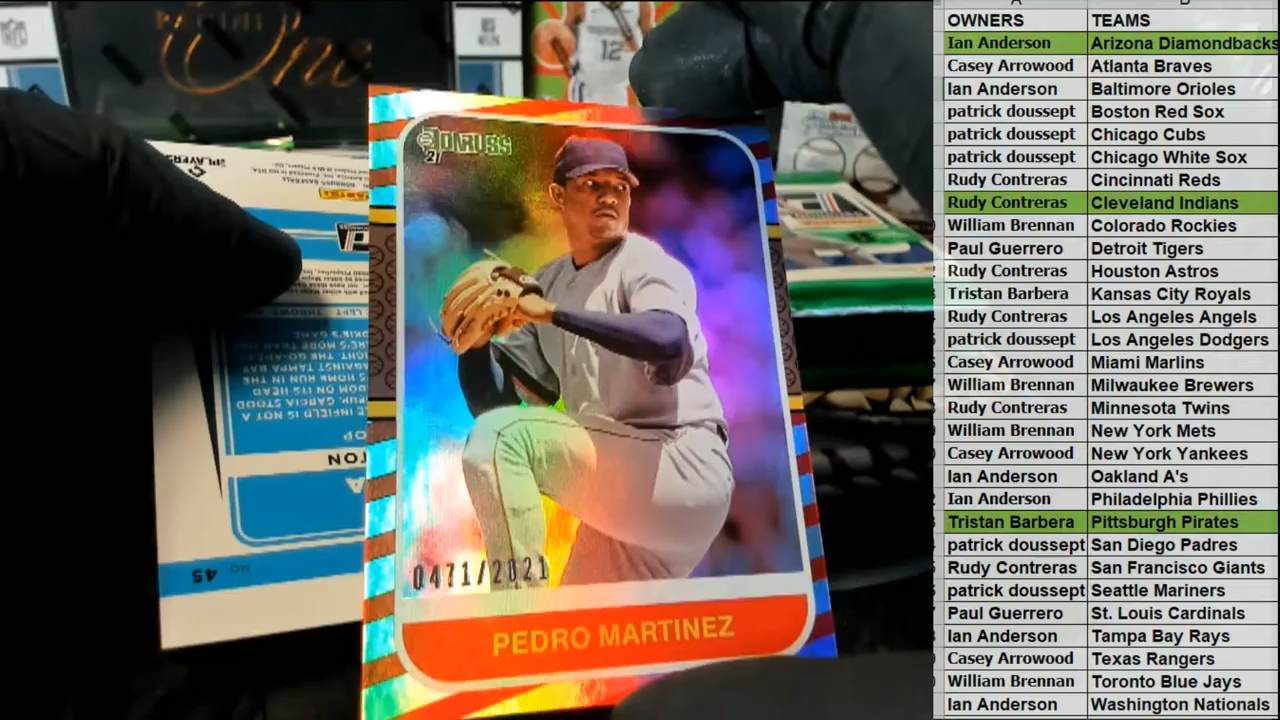 PANINI
One
12
DONRUSS
21
0471/2021
PEDRO MARTINEZ
NO 45
OWNERS TEAMS
Ian Anderson Arizona Diamondbacks
Casey Arrowood Atlanta Braves
Ian Anderson Baltimore Orioles
patrick doussept Boston Red Sox
patrick doussept Chicago Cubs
patrick doussept Chicago White Sox
Rudy Contreras Cincinnati Reds
Rudy Contreras Cleveland Indians
William Brennan Colorado Rockies
Paul Guerrero Detroit Tigers
Rudy Contreras Houston Astros
Tristan Barbera Kansas City Royals
Rudy Contreras Los Angeles Angels
patrick doussept Los Angeles Dodgers
Casey Arrowood Miami Marlins
William Brennan Milwaukee Brewers
Rudy Contreras Minnesota Twins
William Brennan New York Mets
Casey Arrowood New York Yankees
Ian Anderson Oakland A's
Ian Anderson Philadelphia Phillies
Tristan Barbera Pittsburgh Pirates
patrick doussept San Diego Padres
Rudy Contreras San Francisco Giants
patrick doussept Seattle Mariners
Paul Guerrero St. Louis Cardinals
Ian Anderson Tampa Bay Rays
Casey Arrowood Texas Rangers
William Brennan Toronto Blue Jays
Ian Anderson Washington Nationals